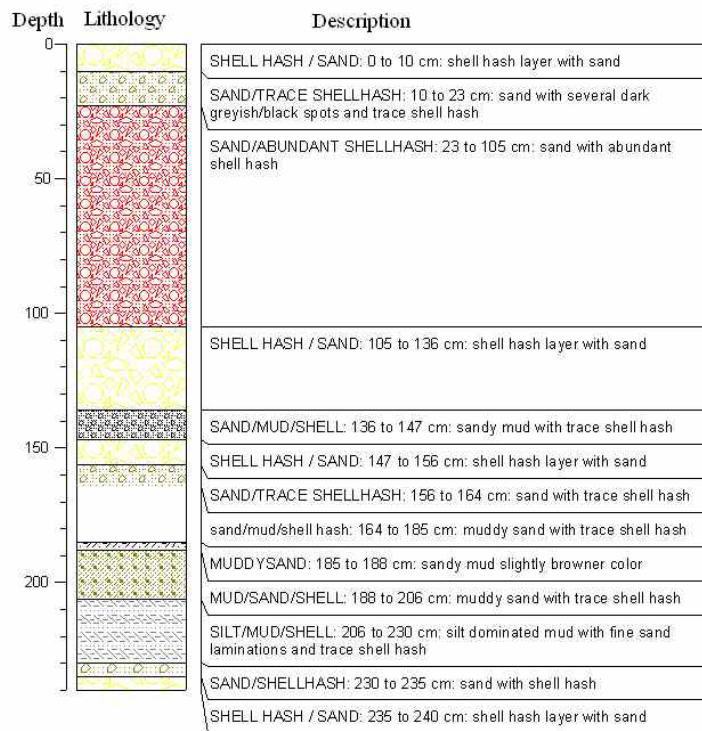 Depth Lithology Description
0
SHELL HASH / SAND: 0 to 10 cm: shell hash layer with sand
SAND/TRACE SHELLHASH: 10 to 23 cm: sand with several dark
greyish/black spots and trace shell hash
SAND/ABUNDANT SHELLHASH: 23 to 105 cm: sand with abundant
shell hash
50
100
SHELL HASH / SAND: 105 to 136 cm: shell hash layer with sand
SAND/MUD/SHELL: 136 to 147 cm: sandy mud with trace shell hash
150
SHELL HASH / SAND: 147 to 156 cm: shell hash layer with sand
SAND/TRACE SHELLHASH: 156 to 164 cm: sand with trace shell hash
sand/mud/shell hash: 164 to 185 cm: muddy sand with trace shell hash
MUDDYSAND: 185 to 188 cm: sandy mud slightly browner color
200
MUD/SAND/SHELL: 188 to 206 cm: muddy sand with trace shell hash
SILT/MUD/SHELL: 206 to 230 cm: silt dominated mud with fine sand
laminations and trace shell hash
SAND/SHELLHASH: 230 to 235 cm: sand with shell hash
SHELL HASH / SAND: 235 to 240 cm: shell hash layer with sand